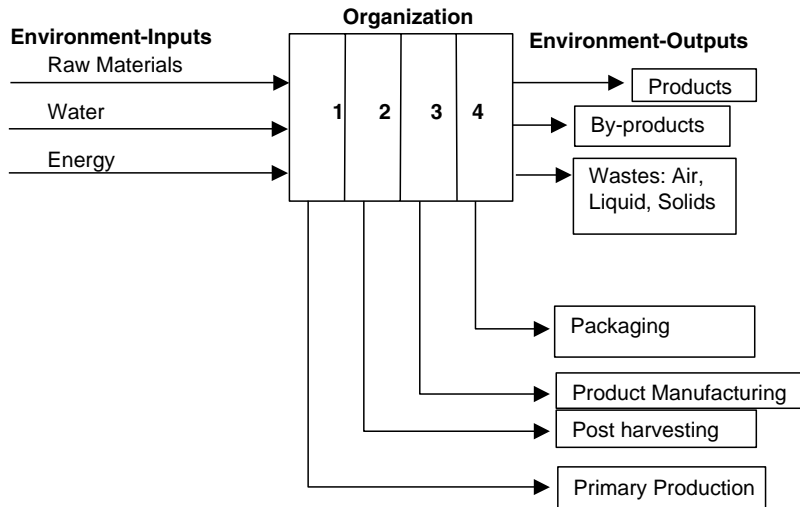 Organization
Environment-Inputs
Environment-Outputs
Raw Materials
Water
Energy
1 2 3 4
Products
By-products
Wastes: Air,
Liquid, Solids
Packaging
Product Manufacturing
Post harvesting
Primary Production